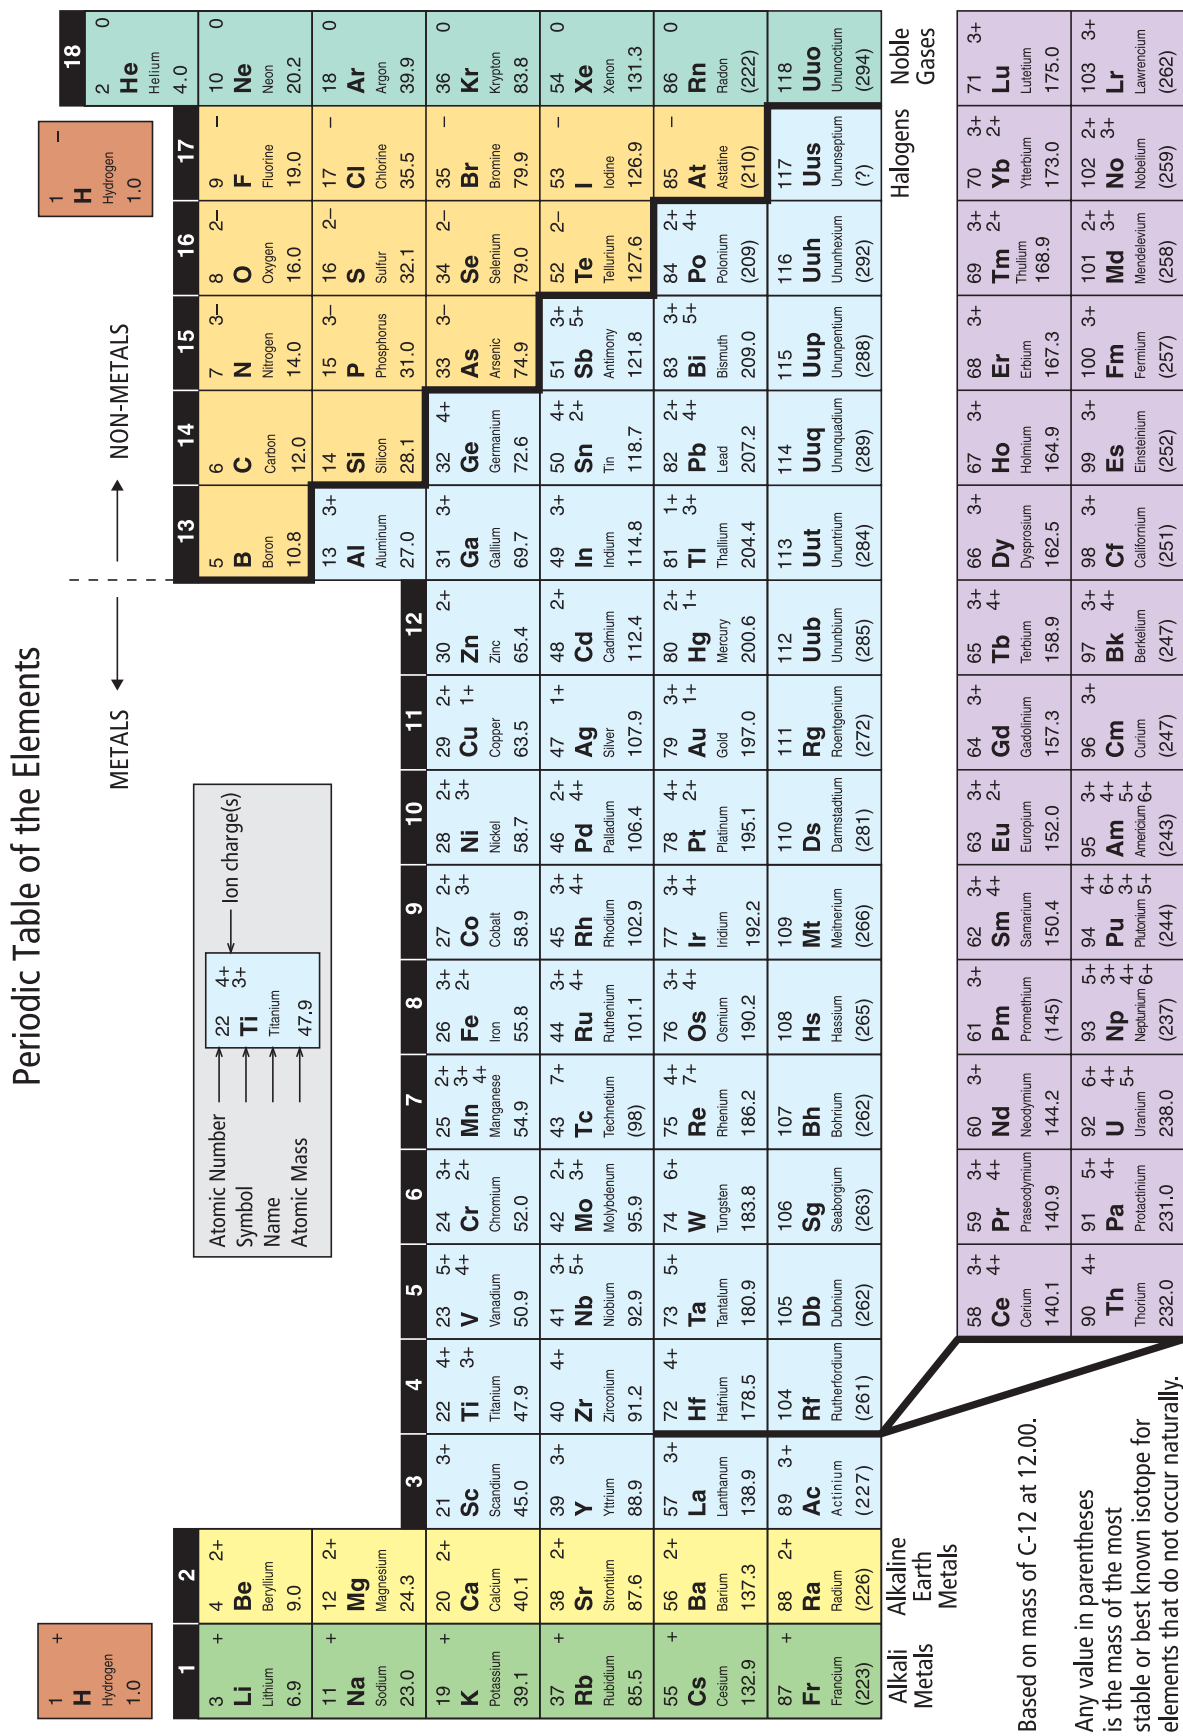 Periodic Table of the Elements
METALS
NON-METALS
Atomic Number
Symbol
Name
Atomic Mass
22 4+
Ti 3+
Titanium
47.9
Ion charge(s)
1 +
H
Hydrogen
1.0
1 –
H
Hydrogen
1.0
18
2 0
He
Helium
4.0
1 2 13 14 15 16 17
3 +
Li
Lithium
6.9
4 2+
Be
Beryllium
9.0
5
B
Boron
10.8
6
C
Carbon
12.0
7 3–
N
Nitrogen
14.0
8 2–
O
Oxygen
16.0
9 –
F
Fluorine
19.0
10 0
Ne
Neon
20.2
11 +
Na
Sodium
23.0
12 2+
Mg
Magnesium
24.3
13 3+
Al
Aluminum
27.0
14
Si
Silicon
28.1
15 3–
P
Phosphorus
31.0
16 2–
S
Sulfur
32.1
17 –
Cl
Chlorine
35.5
18 0
Ar
Argon
39.9
3 4 5 6 7 8 9 10 11 12
19 +
K
Potassium
39.1
20 2+
Ca
Calcium
40.1
21 3+
Sc
Scandium
45.0
22 4+
Ti 3+
Titanium
47.9
23 5+
V 4+
Vanadium
50.9
24 3+
Cr 2+
Chromium
52.0
25 2+
Mn 3+
Manganese 4+
54.9
26 3+
Fe 2+
Iron
55.8
27 2+
Co 3+
Cobalt
58.9
28 2+
Ni 3+
Nickel
58.7
29 2+
Cu 1+
Copper
63.5
30 2+
Zn
Zinc
65.4
31 3+
Ga
Gallium
69.7
32 4+
Ge
Germanium
72.6
33 3–
As
Arsenic
74.9
34 2–
Se
Selenium
79.0
35 –
Br
Bromine
79.9
36 0
Kr
Krypton
83.8
37 +
Rb
Rubidium
85.5
38 2+
Sr
Strontium
87.6
39 3+
Y
Yttrium
88.9
40 4+
Zr
Zirconium
91.2
41 3+
Nb 5+
Niobium
92.9
42 2+
Mo 3+
Molybdenum
95.9
43 7+
Tc
Technetium
(98)
44 3+
Ru 4+
Ruthenium
101.1
45 3+
Rh 4+
Rhodium
102.9
46 2+
Pd 4+
Palladium
106.4
47 1+
Ag
Silver
107.9
48 2+
Cd
Cadmium
112.4
49 3+
In
Indium
114.8
50 4+
Sn 2+
Tin
118.7
51 3+
Sb 5+
Antimony
121.8
52 2–
Te
Tellurium
127.6
53 –
I
Iodine
126.9
54 0
Xe
Xenon
131.3
55 +
Cs
Cesium
132.9
56 2+
Ba
Barium
137.3
57 3+
La
Lanthanum
138.9
72 4+
Hf
Hafnium
178.5
73 5+
Ta
Tantalum
180.9
74 6+
W
Tungsten
183.8
75 4+
Re 7+
Rhenium
186.2
76 3+
Os 4+
Osmium
190.2
77 3+
Ir 4+
Iridium
192.2
78 4+
Pt 2+
Platinum
195.1
79 3+
Au 1+
Gold
197.0
80 2+
Hg 1+
Mercury
200.6
81 1+
Tl 3+
Thallium
204.4
82 2+
Pb 4+
Lead
207.2
83 3+
Bi 5+
Bismuth
209.0
84 2+
Po 4+
Polonium
(209)
85 –
At
Astatine
(210)
86 0
Rn
Radon
(222)
87 +
Fr
Francium
(223)
88 2+
Ra
Radium
(226)
89 3+
Ac
Actinium
(227)
104
Rf
Rutherfordium
(261)
105
Db
Dubnium
(262)
106
Sg
Seaborgium
(263)
107
Bh
Bohrium
(262)
108
Hs
Hassium
(265)
109
Mt
Meitnerium
(266)
110
Ds
Darmstadtium
(281)
111
Rg
Roentgenium
(272)
112
Uub
Ununbium
(285)
113
Uut
Ununtrium
(284)
114
Uuq
Ununquadium
(289)
115
Uup
Ununpentium
(288)
116
Uuh
Ununhexium
(292)
117
Uus
Ununseptium
(?)
118
Uuo
Ununoctium
(294)
Alkali
Metals
Alkaline
Earth
Metals
Halogens
Noble
Gases
58 3+
Ce 4+
Cerium
140.1
59 3+
Pr 4+
Praseodymium
140.9
60 3+
Nd
Neodymium
144.2
61 3+
Pm
Promethium
(145)
62 3+
Sm 4+
Samarium
150.4
63 3+
Eu 2+
Europium
152.0
64 3+
Gd
Gadolinium
157.3
65 3+
Tb 4+
Terbium
158.9
66 3+
Dy
Dysprosium
162.5
67 3+
Ho
Holmium
164.9
68 3+
Er
Erbium
167.3
69 3+
Tm 2+
Thulium
168.9
70 3+
Yb 2+
Ytterbium
173.0
71 3+
Lu
Lutetium
175.0
90 4+
Th
Thorium
232.0
91 5+
Pa 4+
Protactinium
231.0
92 6+
U 4+
Uranium 5+
238.0
93 5+
Np 3+
Neptunium 4+
(237) 6+
94 4+
Pu 6+
Plutonium 3+
(244) 5+
95 3+
Am 4+
Americium 5+
(243) 6+
96 3+
Cm
Curium
(247)
97 3+
Bk 4+
Berkelium
(247)
98 3+
Cf
Californium
(251)
99 3+
Es
Einsteinium
(252)
100 3+
Fm
Fermium
(257)
101 2+
Md 3+
Mendelevium
(258)
102 2+
No 3+
Nobelium
(259)
103 3+
Lr
Lawrencium
(262)
Based on mass of C-12 at 12.00.
Any value in parentheses
is the mass of the most
stable or best known isotope for
elements that do not occur naturally.